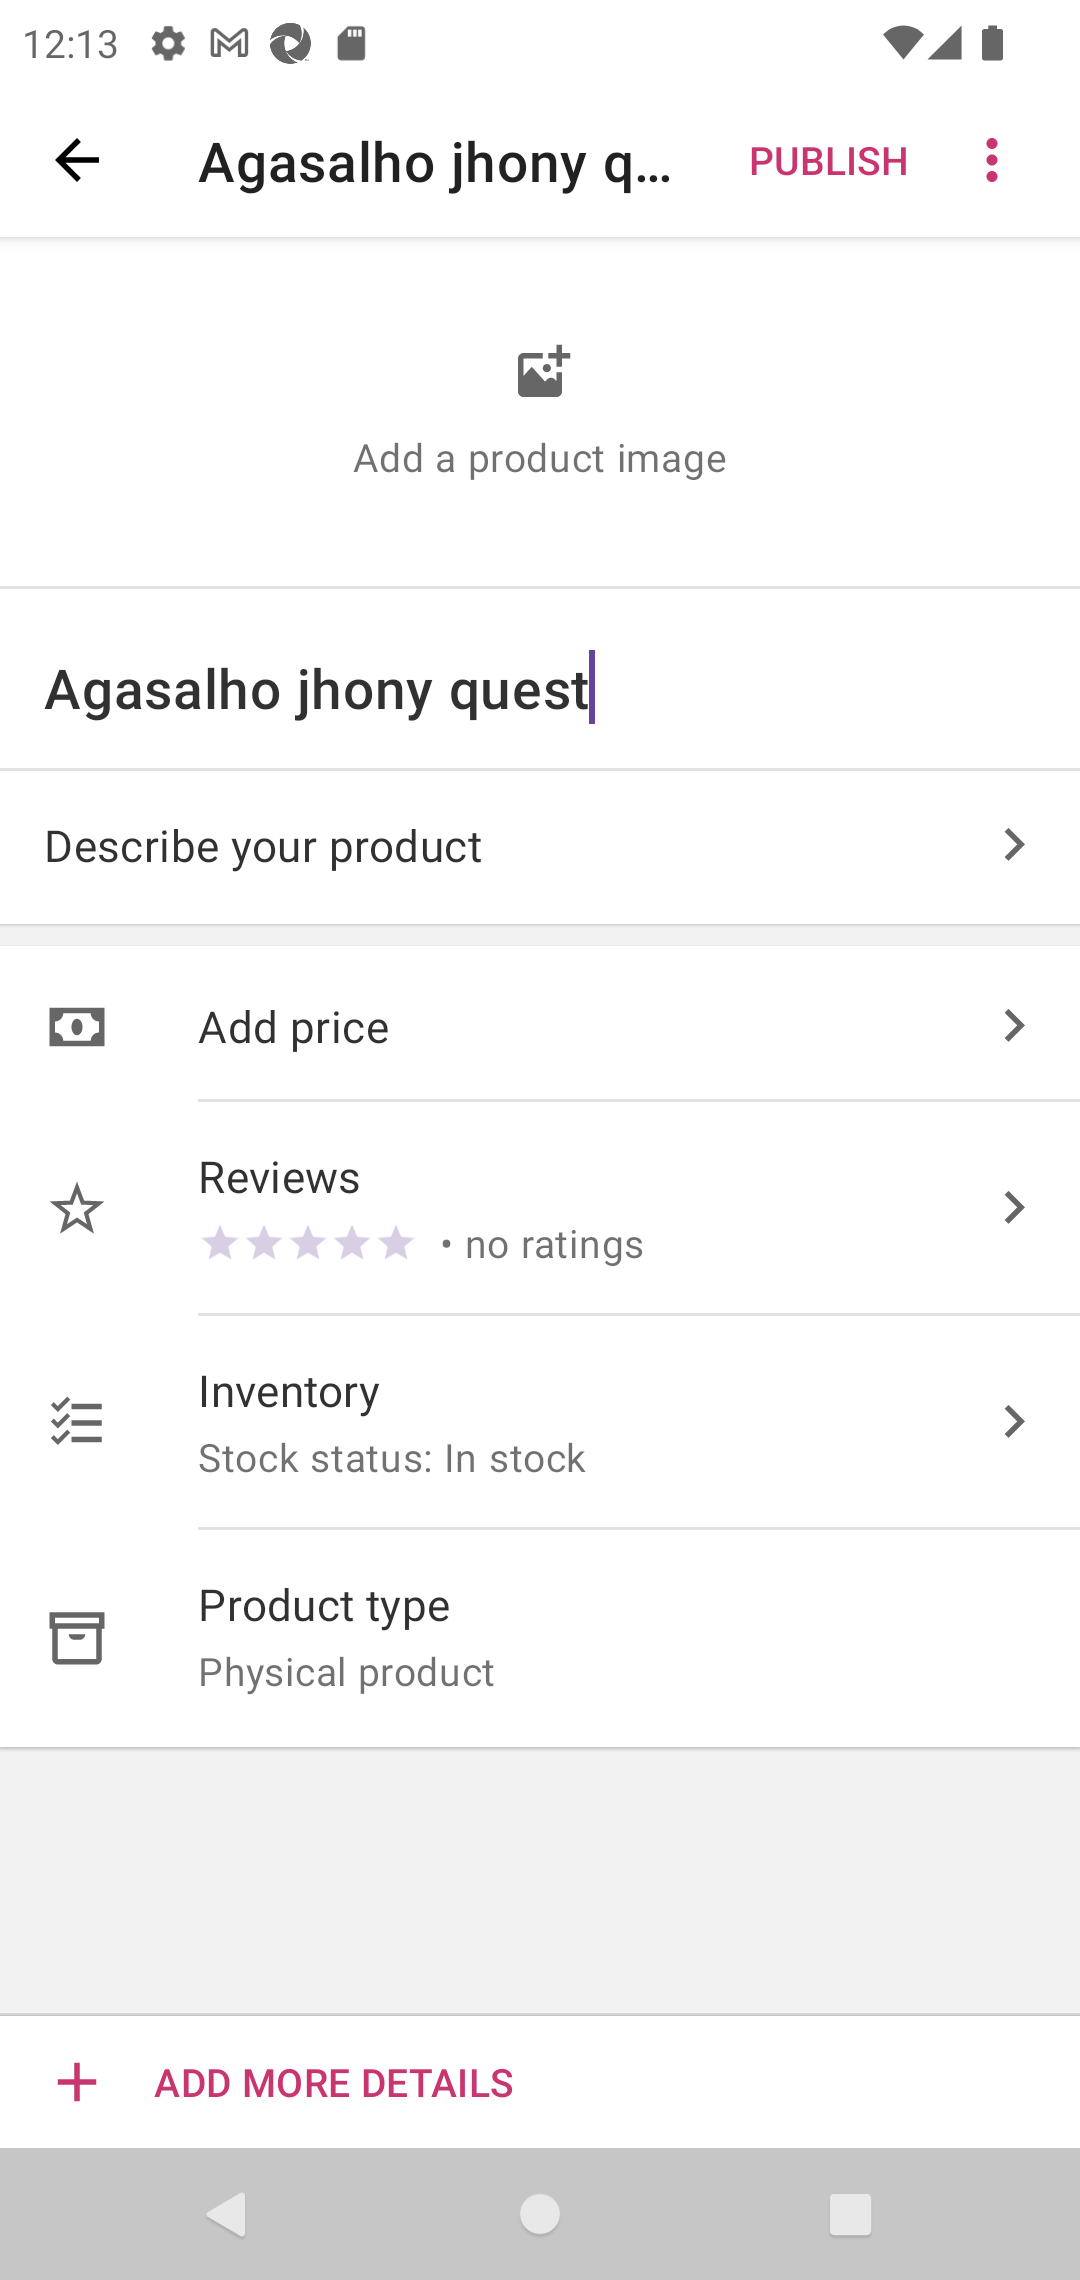 12:13
Agasalho jhony q...
PUBLISH
Add a product image
Agasalho jhony quest
Describe your product
Add price
Reviews
• no ratings
Inventory
Stock status: In stock
Product type
Physical product
ADD MORE DETAILS